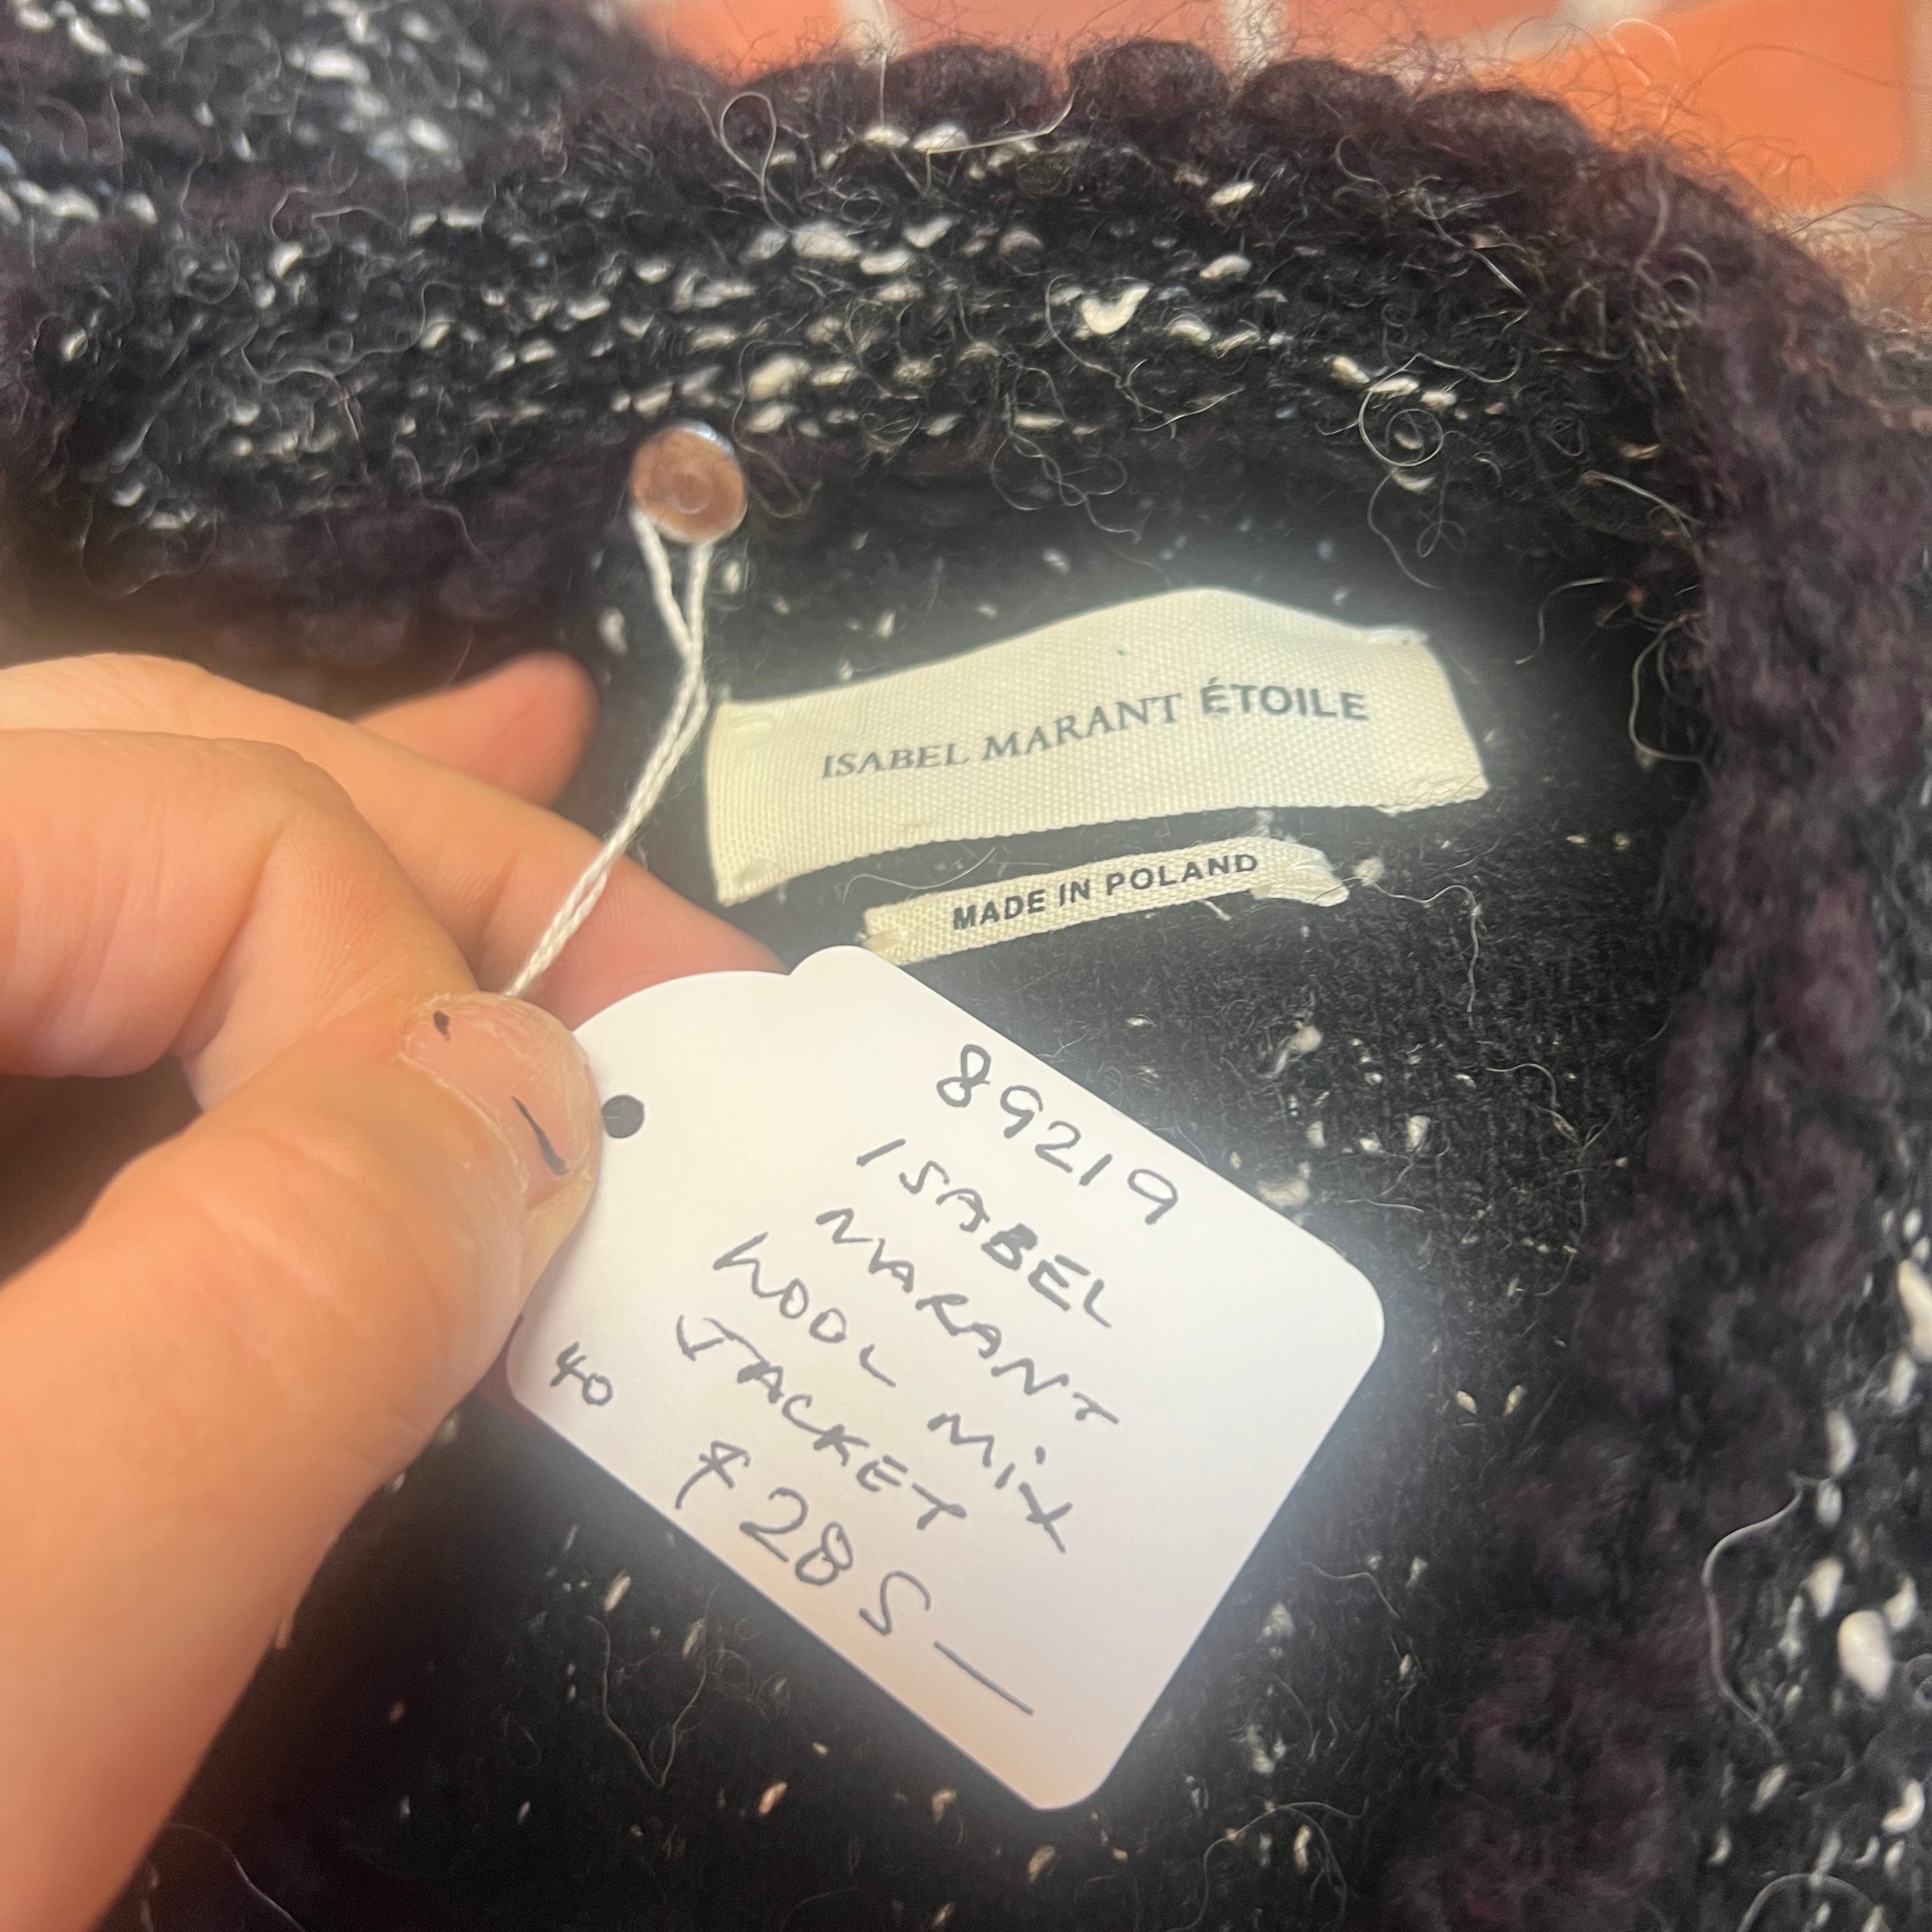 ISABEL MARANT ÉTOILE
MADE IN POLAND
89219
ISABEL
MARANT
WOOL MIX
JACKET
40
$285—